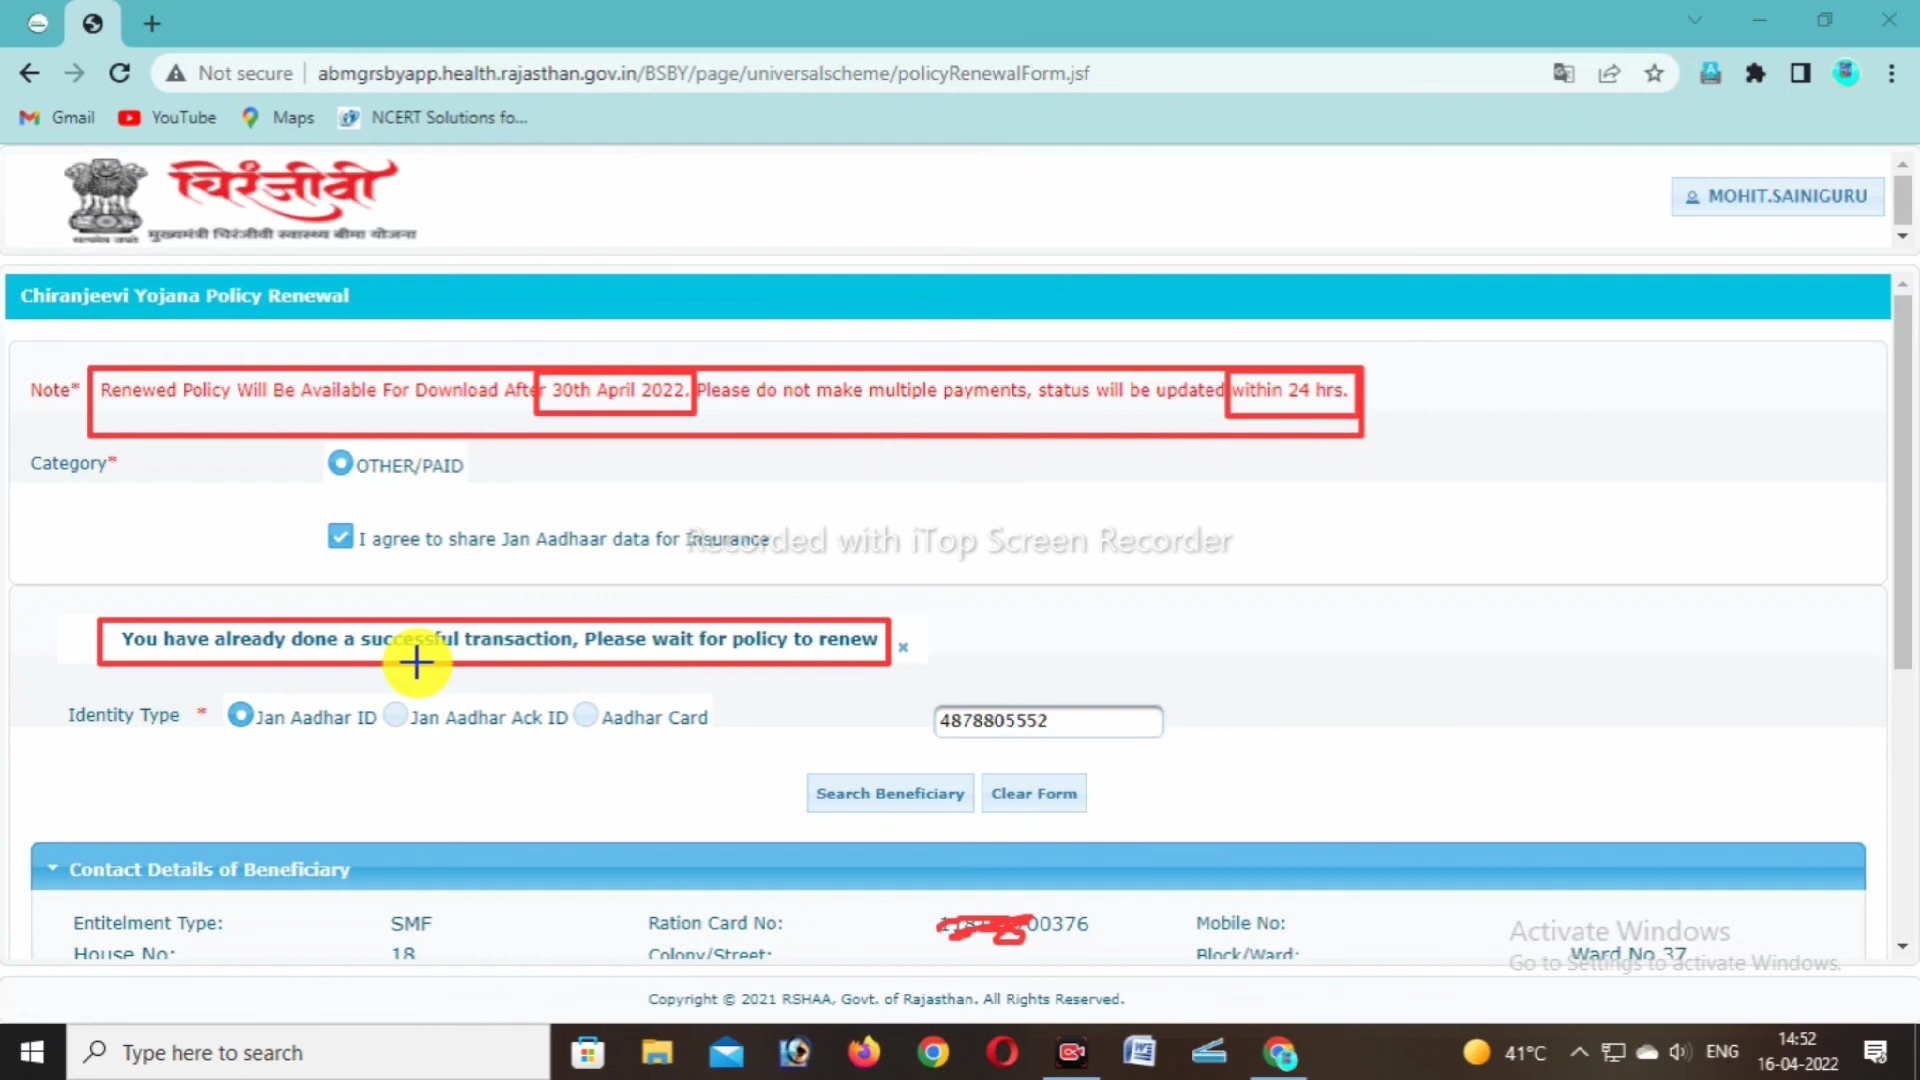 Not secure
abmgrsbyapp.health.rajasthan.gov.in/BSBY/page/universalscheme/policyRenewalForm.jsf
Gmail
YouTube
Maps
NCERT Solutions fo...
चिरंजीवी
सत्यमेव जयते
मुख्यमंत्री चिरंजीवी स्वास्थ्य बीमा योजना
MOHIT.SAINIGURU
Chiranjeevi Yojana Policy Renewal
Note* Renewed Policy Will Be Available For Download After 30th April 2022. Please do not make multiple payments, status will be updated within 24 hrs.
Category* OTHER/PAID
I agree to share Jan Aadhaar data for Insurance
Recorded with iTop Screen Recorder
You have already done a successful transaction, Please wait for policy to renew
Identity Type * Jan Aadhar ID Jan Aadhar Ack ID Aadhar Card 4878805552
Search Beneficiary Clear Form
Contact Details of Beneficiary
Entitelment Type: SMF Ration Card No: 00376 Mobile No:
House No: 18 Colony/Street: Block/Ward: Ward No 37
Activate Windows
Go to Settings to activate Windows.
Copyright © 2021 RSHAA, Govt. of Rajasthan. All Rights Reserved.
Type here to search
41°C
ENG
14:52
16-04-2022